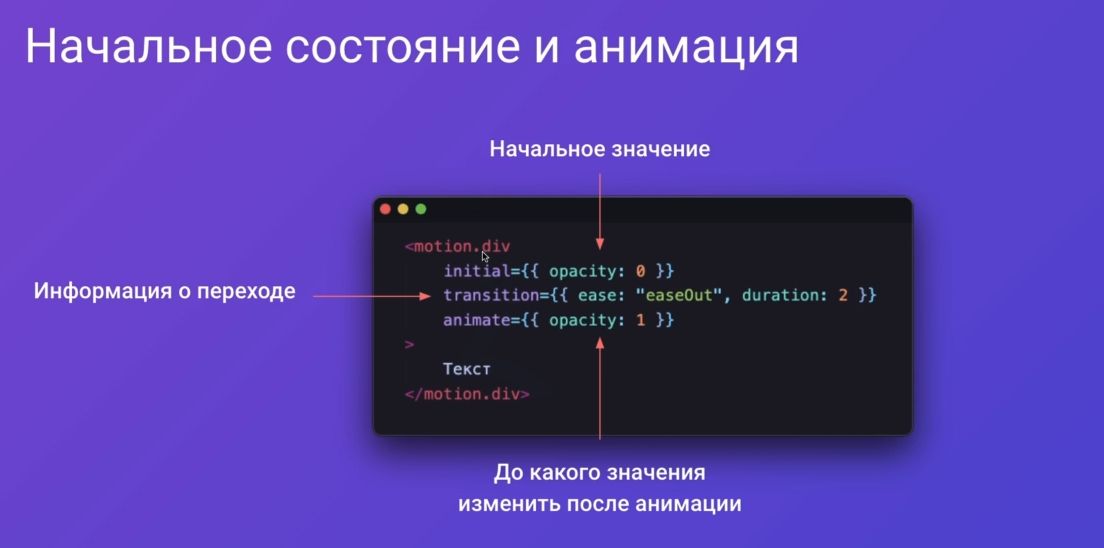 Начальное состояние и анимация
Начальное значение
<motion.div
initial={{ opacity: 0 }}
Информация о переходе
transition={{ ease: "easeOut", duration: 2 }}
animate={{ opacity: 1 }}
>
Текст
</motion.div>
До какого значения
изменить после анимации